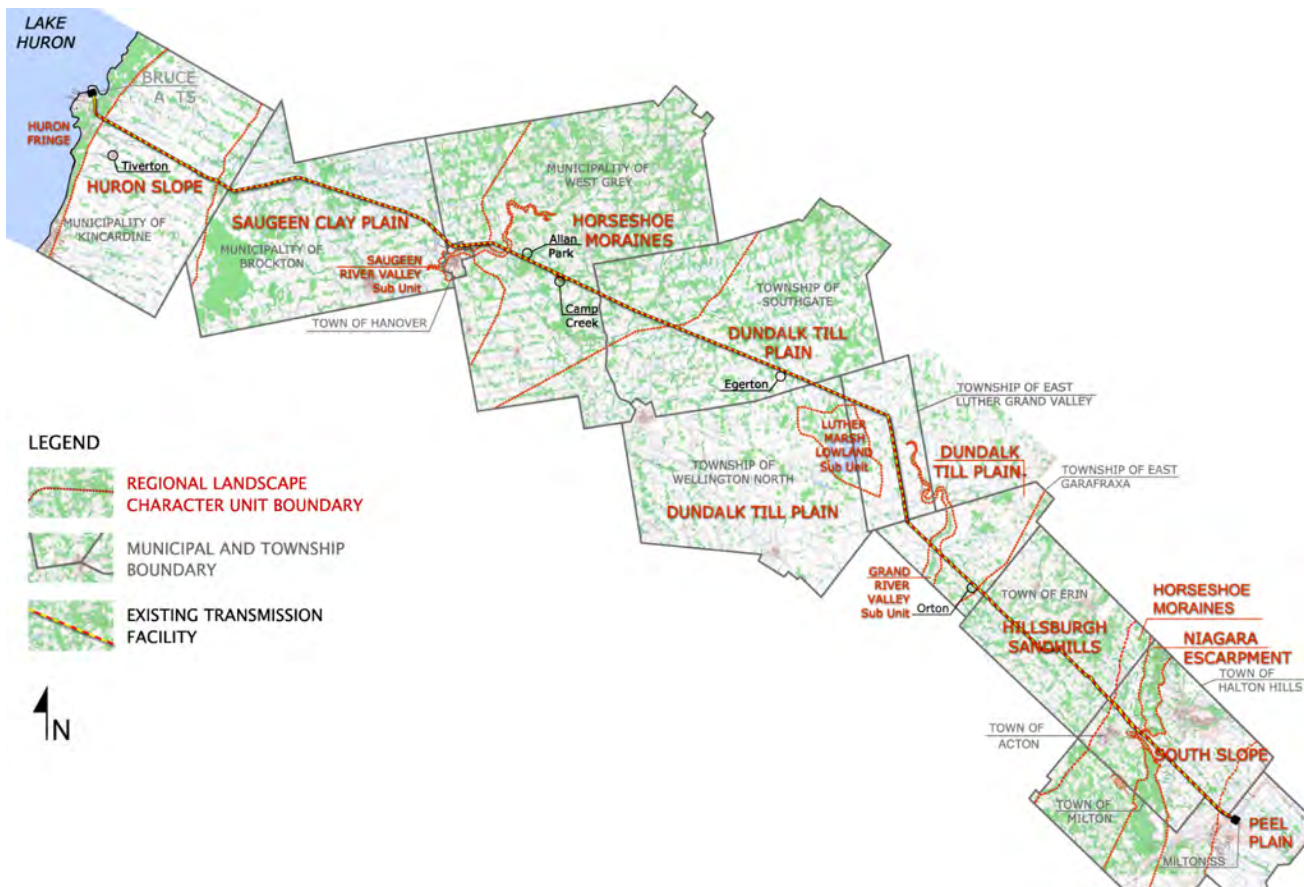 LAKE
HURON
BRUCE
A TS
HURON
FRINGE
Tiverton
HURON SLOPE
MUNICIPALITY OF
KINCARDINE
SAUGEEN CLAY PLAIN
MUNICIPALITY OF
BROCKTON
SAUGEEN
RIVER VALLEY
Sub Unit
TOWN OF HANOVER
MUNICIPALITY OF
WEST GREY
HORSESHOE
MORAINES
Allan
Park
Camp
Creek
TOWNSHIP OF
SOUTHGATE
DUNDALK TILL
PLAIN
Egerton
TOWNSHIP OF EAST
LUTHER GRAND VALLEY
LUTHER
MARSH
LOWLAND
Sub Unit
TOWNSHIP OF
WELLINGTON NORTH
DUNDALK TILL PLAIN
DUNDALK
TILL PLAIN
TOWNSHIP OF EAST
GARAFRAXA
GRAND
RIVER
VALLEY
Sub Unit
Orton
TOWN OF ERIN
HILLSBURGH
SANDHILLS
HORSESHOE
MORAINES
NIAGARA
ESCARPMENT
TOWN OF
HALTON HILLS
TOWN OF
ACTON
SOUTH SLOPE
TOWN OF
MILTON
PEEL
PLAIN
MILTON SS
LEGEND
REGIONAL LANDSCAPE
CHARACTER UNIT BOUNDARY
MUNICIPAL AND TOWNSHIP
BOUNDARY
EXISTING TRANSMISSION
FACILITY
N